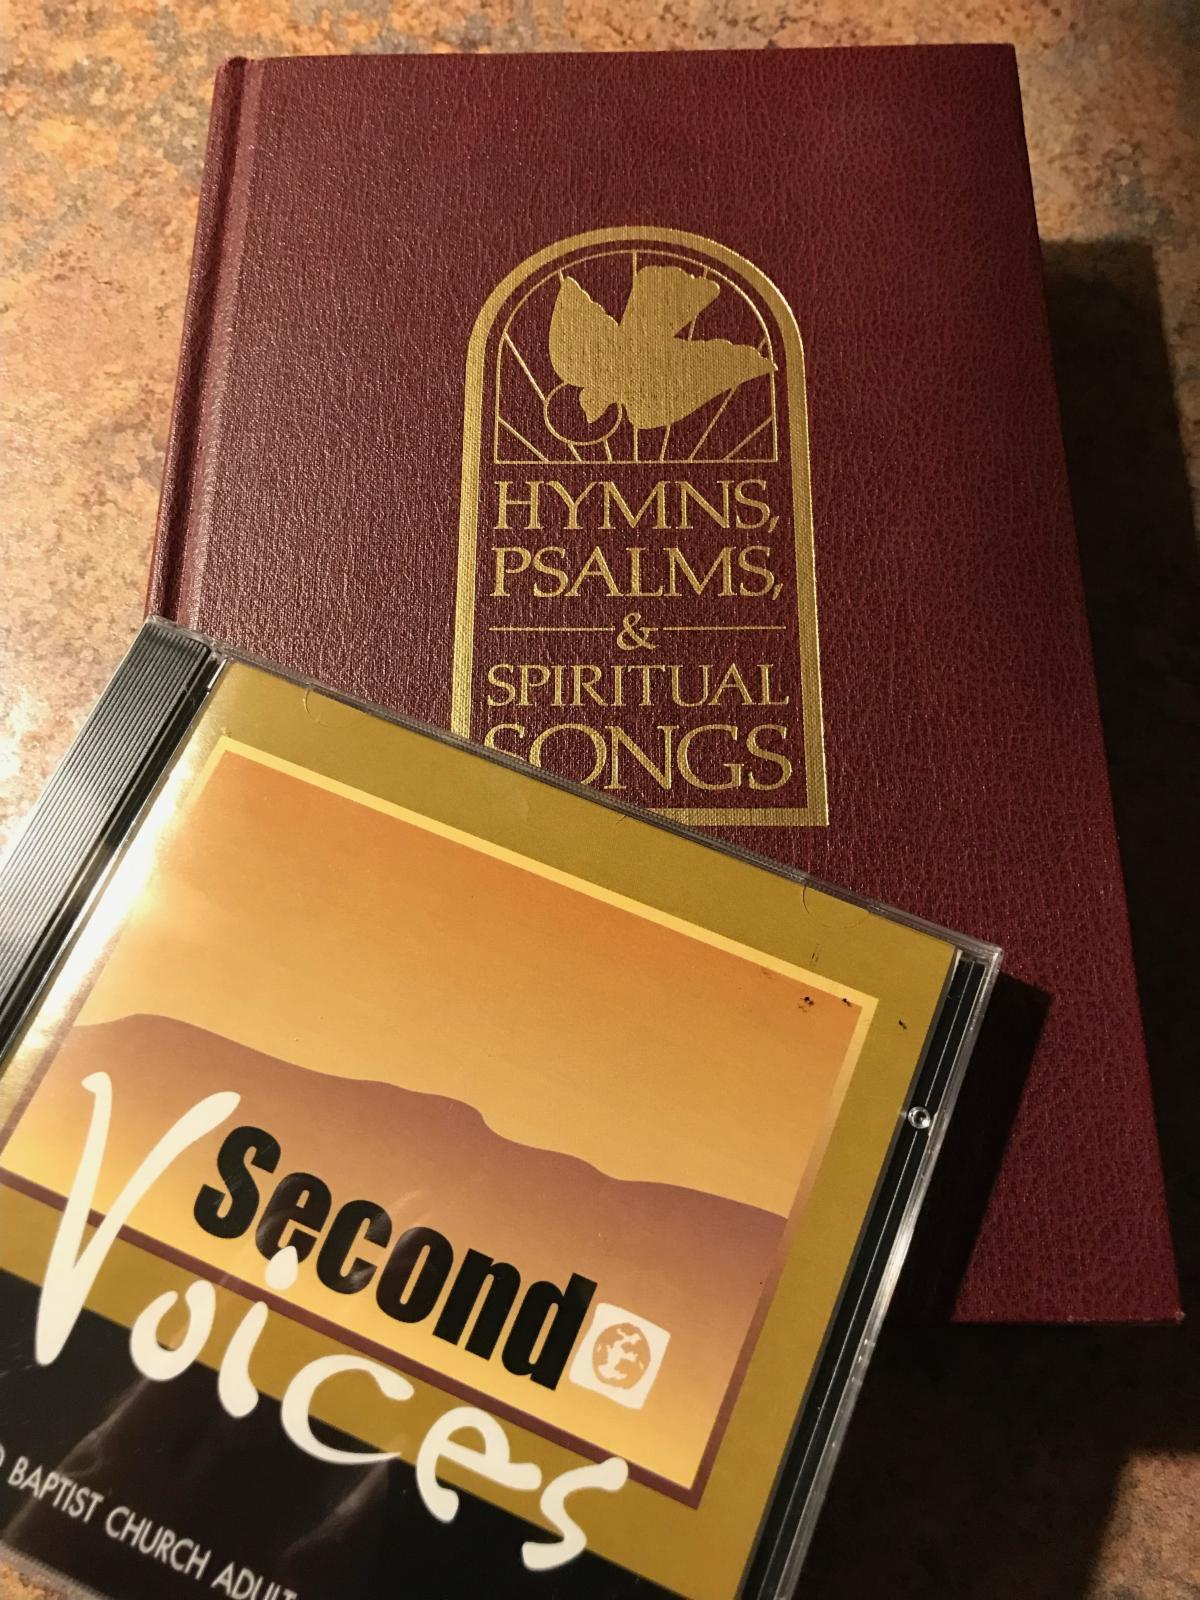 HYMNS,
PSALMS,
&
SPIRITUAL
SONGS
Second
Voices
BAPTIST CHURCH ADULT